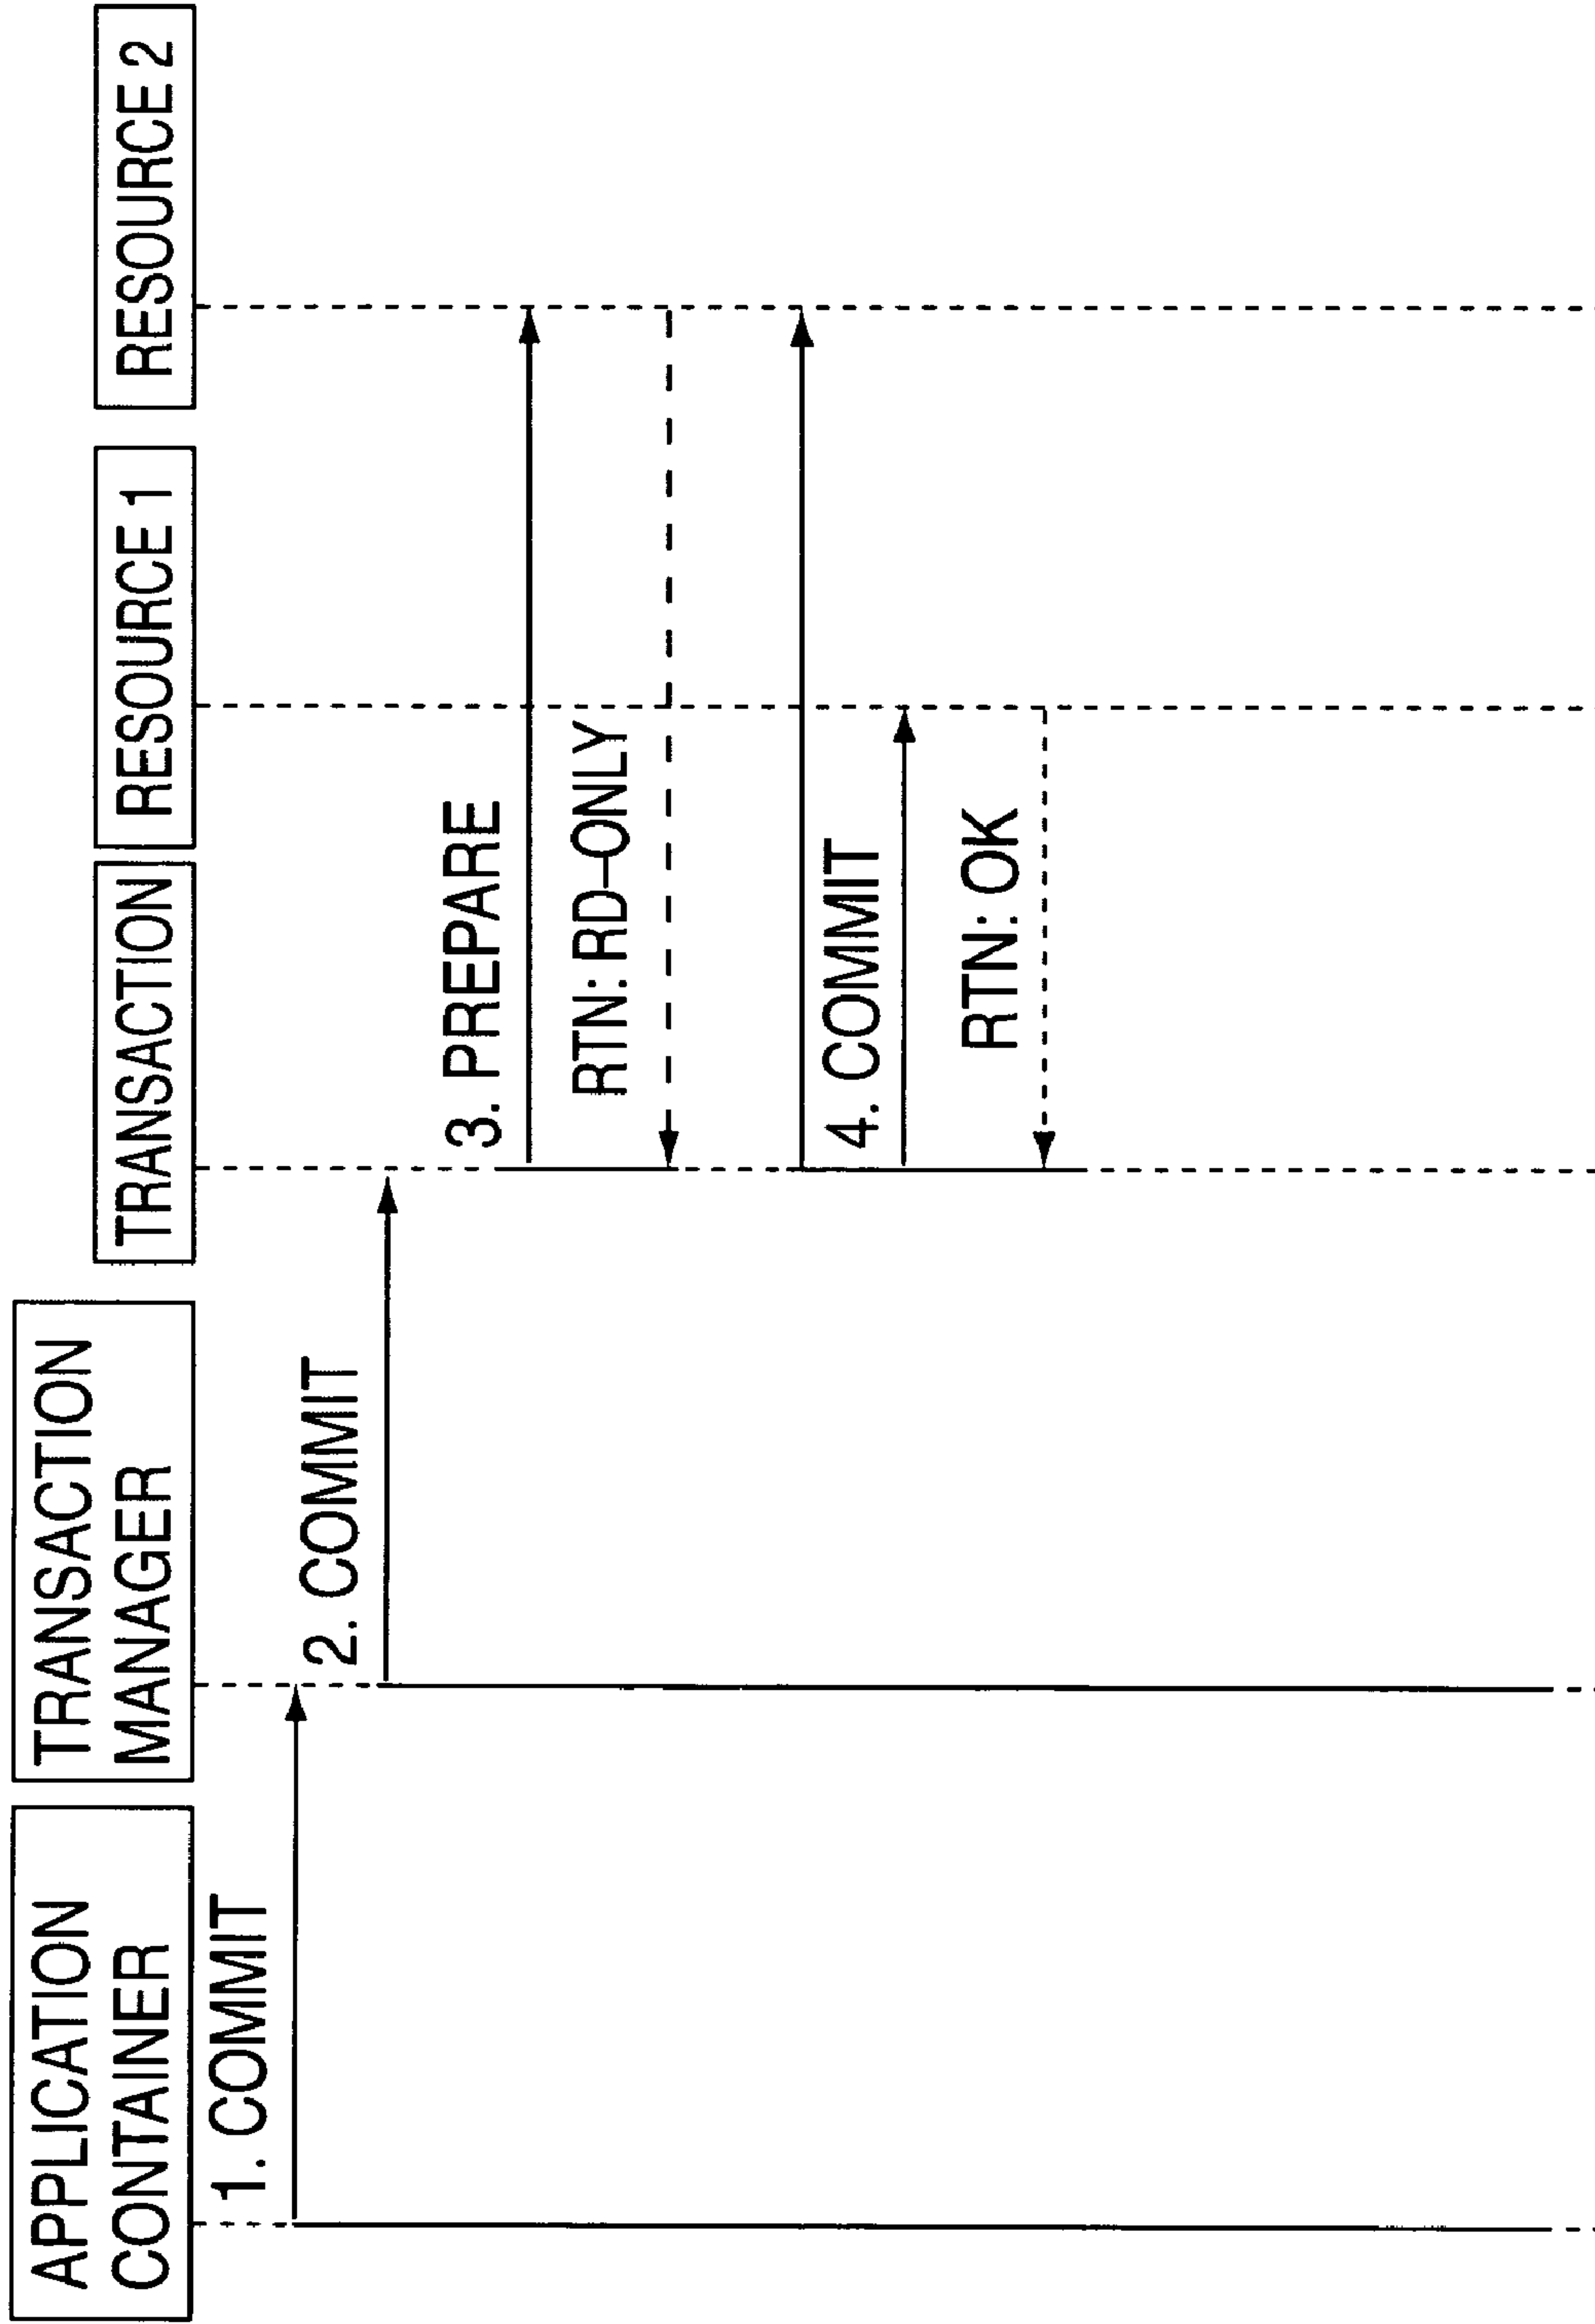 APPLICATION
CONTAINER
TRANSACTION
MANAGER
TRANSACTION
RESOURCE 1
RESOURCE 2
1. COMMIT
2. COMMIT
3. PREPARE
RTN: RD-ONLY
4. COMMIT
RTN: OK